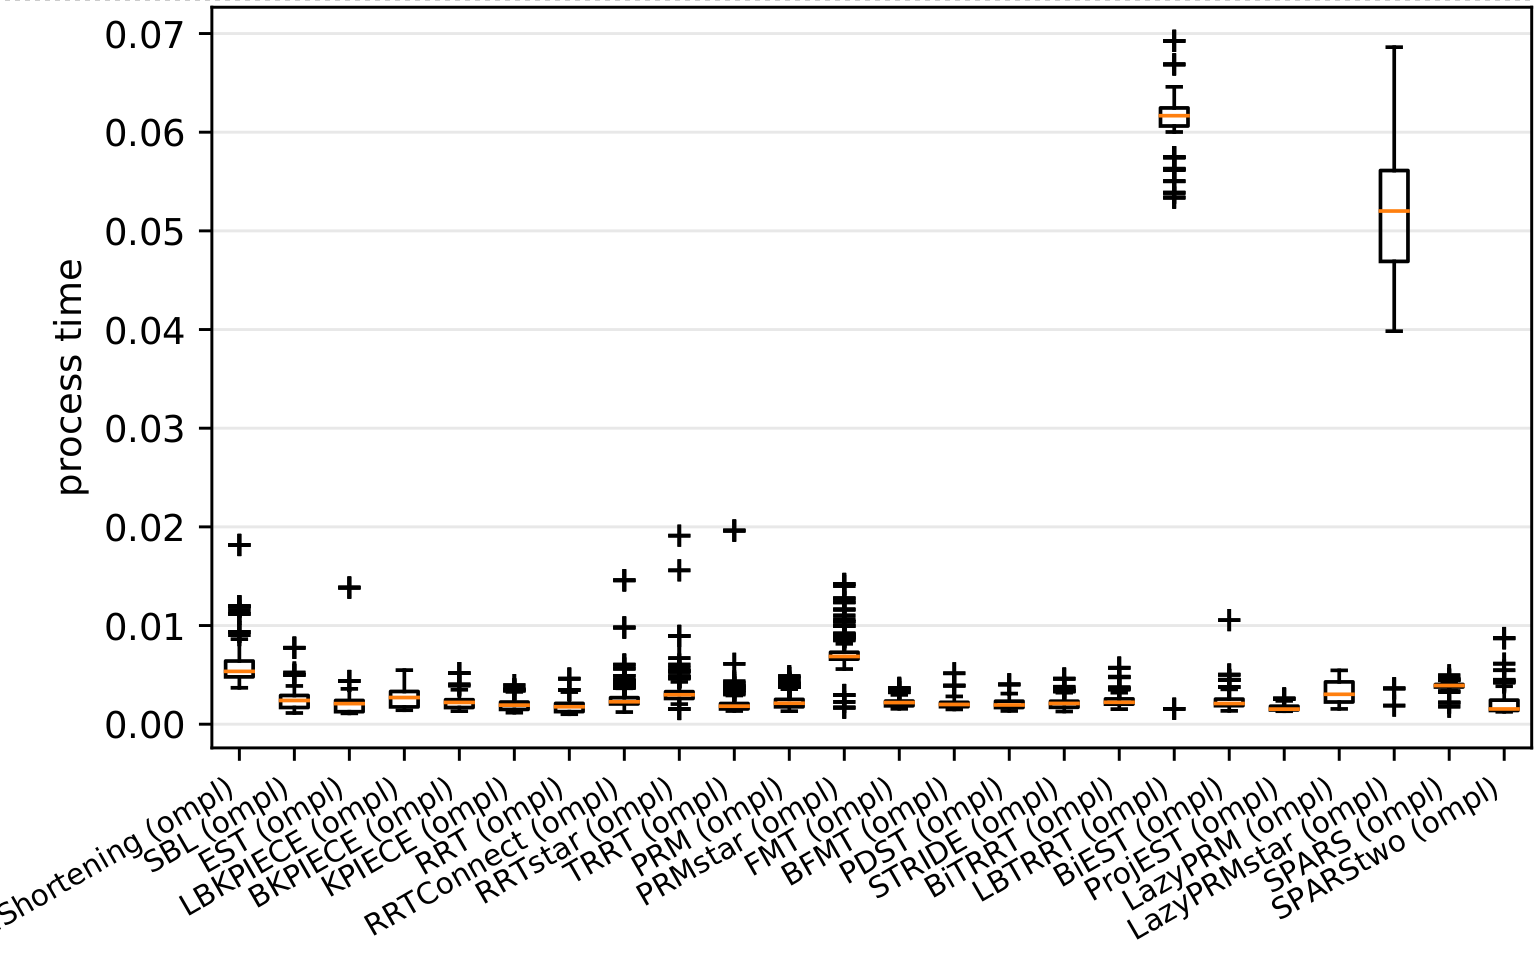 process time
0.07
0.06
0.05
0.04
0.03
0.02
0.01
0.00
Shortening (ompl)
SBL (ompl)
EST (ompl)
LBKPIECE (ompl)
BKPIECE (ompl)
KPIECE (ompl)
RRT (ompl)
RRTConnect (ompl)
RRTstar (ompl)
TRRT (ompl)
PRM (ompl)
PRMstar (ompl)
FMT (ompl)
BFMT (ompl)
PDST (ompl)
STRIDE (ompl)
BiTRRT (ompl)
LBTRRT (ompl)
BiEST (ompl)
ProjEST (ompl)
LazyPRM (ompl)
LazyPRMstar (ompl)
SPARS (ompl)
SPARStwo (ompl)